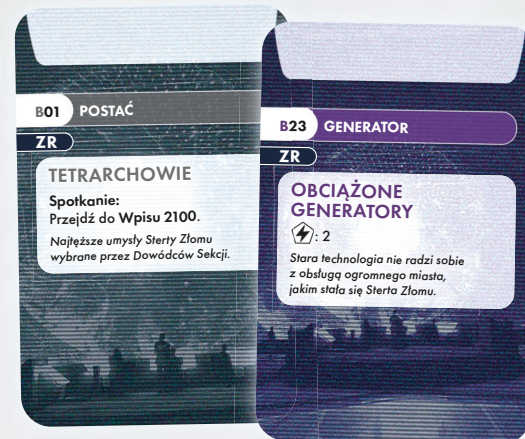 B01 POSTAĆ
ZR
TETRARCHOWIE
Spotkanie:
Przejdź do Wpisu 2100.
Najtęższe umysły Sterty Złomu
wybrane przez Dowódców Sekcji.
B23 GENERATOR
ZR
OBCIĄŻONE
GENERATORY
: 2
Stara technologia nie radzi sobie
z obsługą ogromnego miasta,
jakim stała się Sterta Złomu.